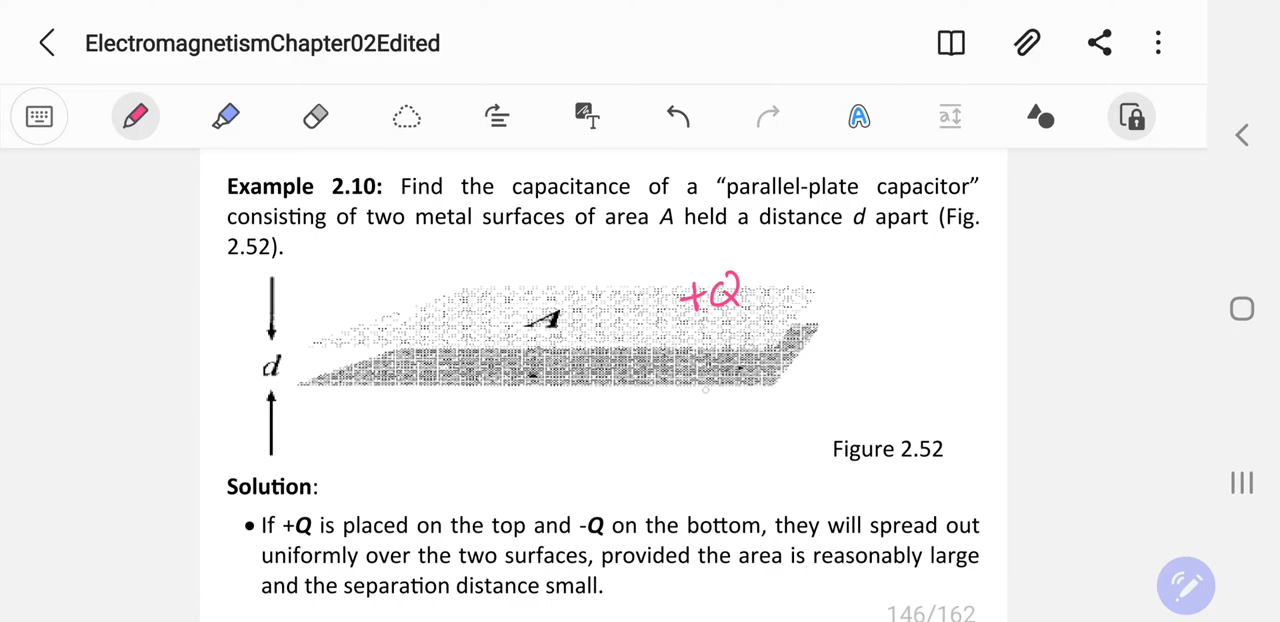 ElectromagnetismChapter02Edited
Example 2.10: Find the capacitance of a “parallel-plate capacitor”
consisting of two metal surfaces of area A held a distance d apart (Fig.
2.52).
+Q
A
d
Figure 2.52
Solution:
• If +Q is placed on the top and -Q on the bottom, they will spread out
uniformly over the two surfaces, provided the area is reasonably large
and the separation distance small.
146/162